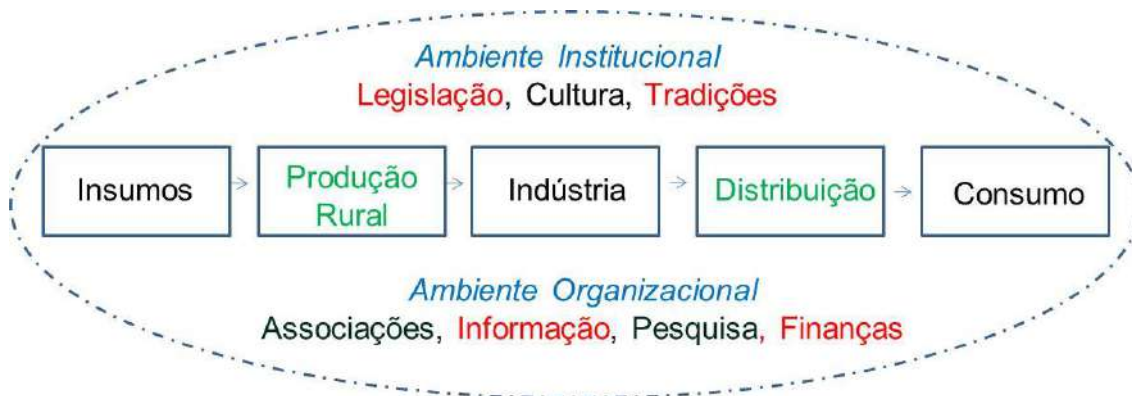 Ambiente Institucional
Legislação, Cultura, Tradições
Insumos
Produção
Rural
Indústria
Distribuição
Consumo
Ambiente Organizacional
Associações, Informação, Pesquisa, Finanças